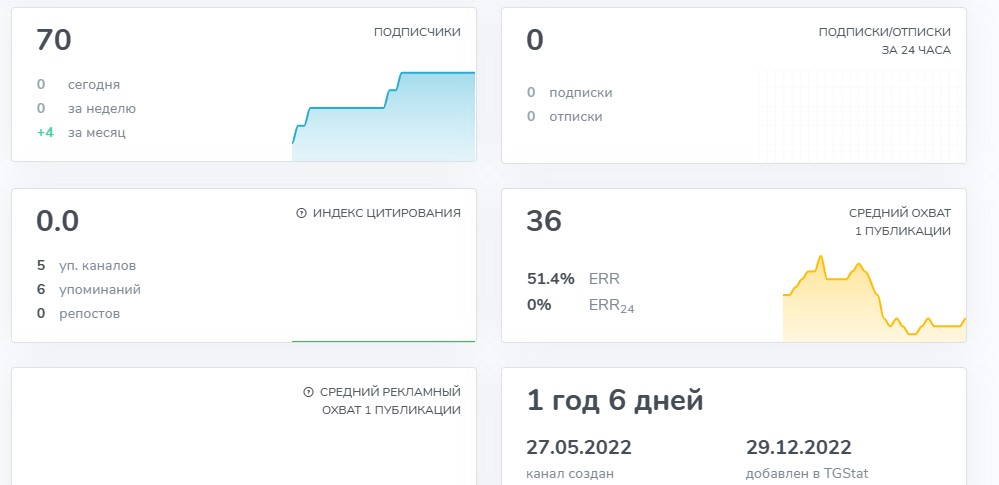 70
ПОДПИСЧИКИ
0 сегодня
0 за неделю
+4 за месяц
0
ПОДПИСКИ/ОТПИСКИ
ЗА 24 ЧАСА
0 подписки
0 отписки
0.0
ИНДЕКС ЦИТИРОВАНИЯ
5 уп. каналов
6 упоминаний
0 репостов
36
СРЕДНИЙ ОХВАТ
1 ПУБЛИКАЦИИ
51.4% ERR
0% ERR24
СРЕДНИЙ РЕКЛАМНЫЙ
ОХВАТ 1 ПУБЛИКАЦИИ
1 год 6 дней
27.05.2022
канал создан
29.12.2022
добавлен в TGStat